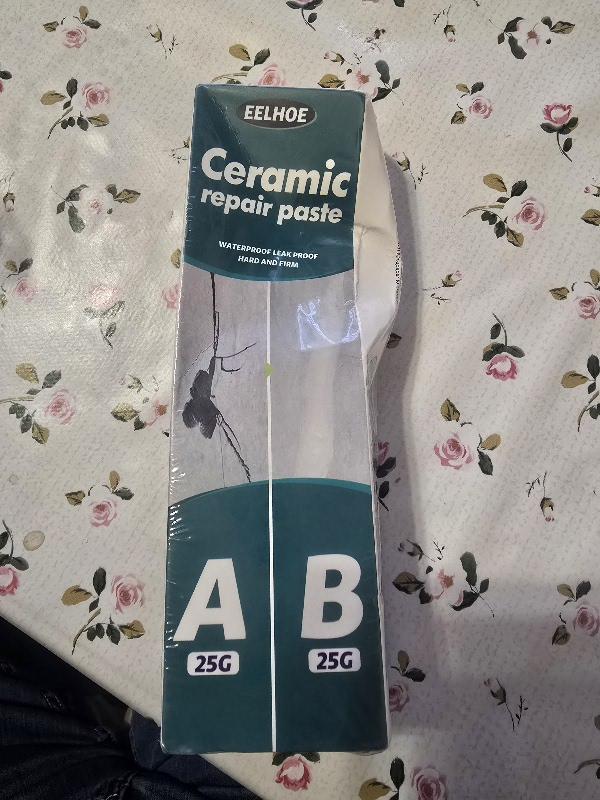 EELHOE
Ceramic
repair paste
WATERPROOF LEAK PROOF
HARD AND FIRM
A B
25G 25G